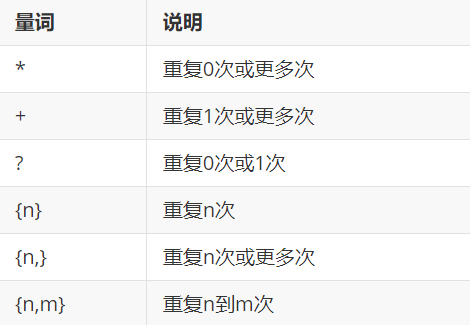 量词 说明
* 重复0次或更多次
+ 重复1次或更多次
? 重复0次或1次
{n} 重复n次
{n,} 重复n次或更多次
{n,m} 重复n到m次